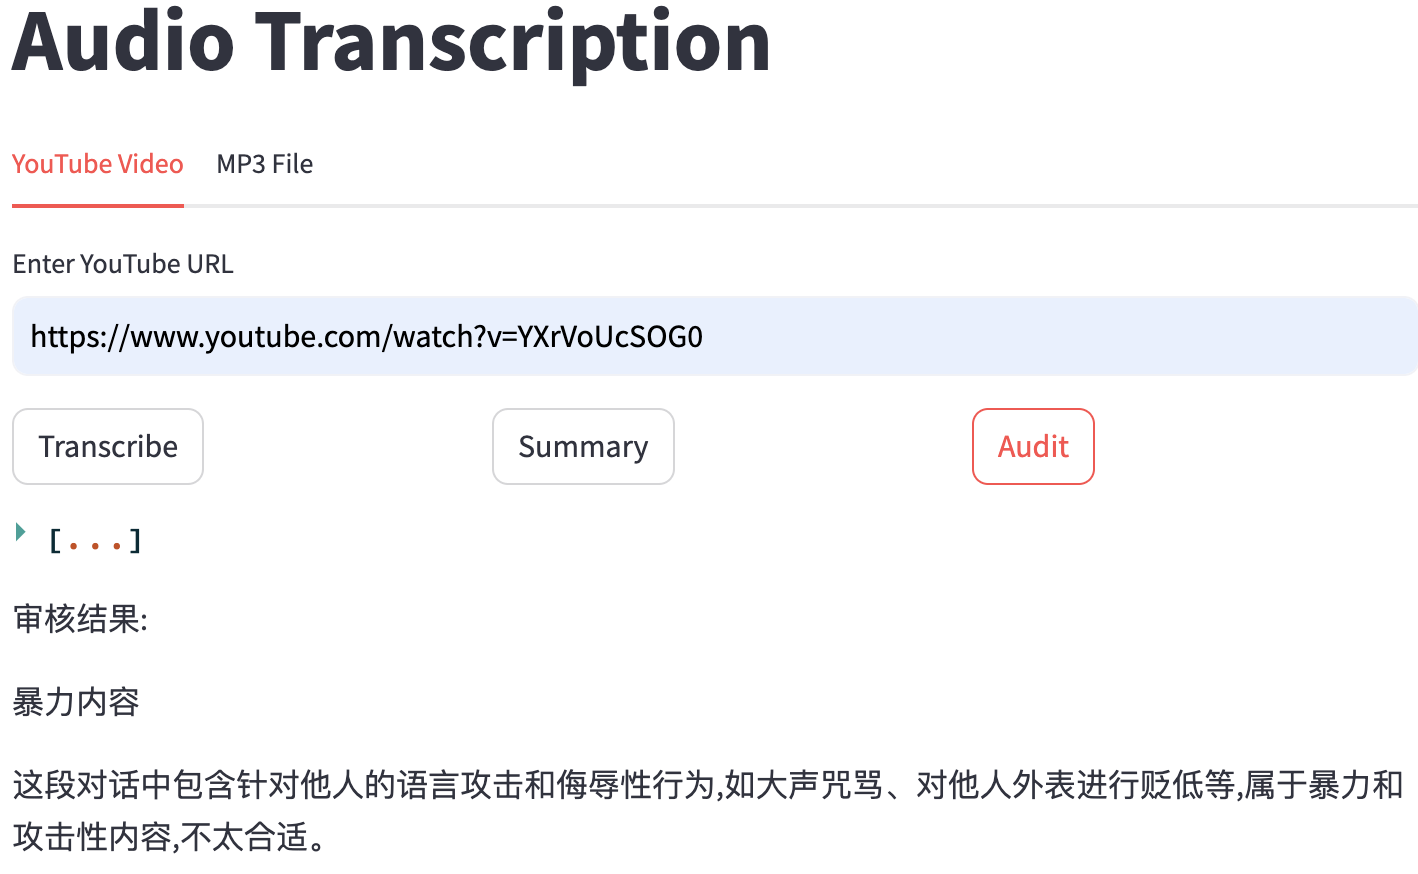 Audio Transcription
YouTube Video MP3 File
Enter YouTube URL
https://www.youtube.com/watch?v=YXrVoUcSOG0
Transcribe Summary Audit
[...]
审核结果:
暴力内容
这段对话中包含针对他人的语言攻击和侮辱性行为,如大声咒骂、对他人外表进行贬低等,属于暴力和
攻击性内容,不太合适。